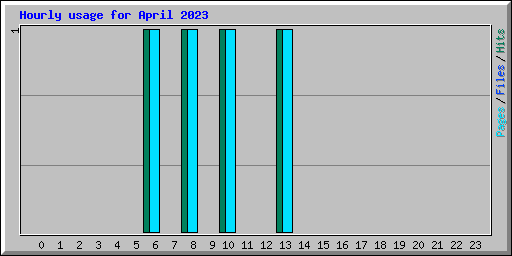 Hourly usage for April 2023
1
Pages/Files/Hits
0 1 2 3 4 5 6 7 8 9 10 11 12 13 14 15 16 17 18 19 20 21 22 23